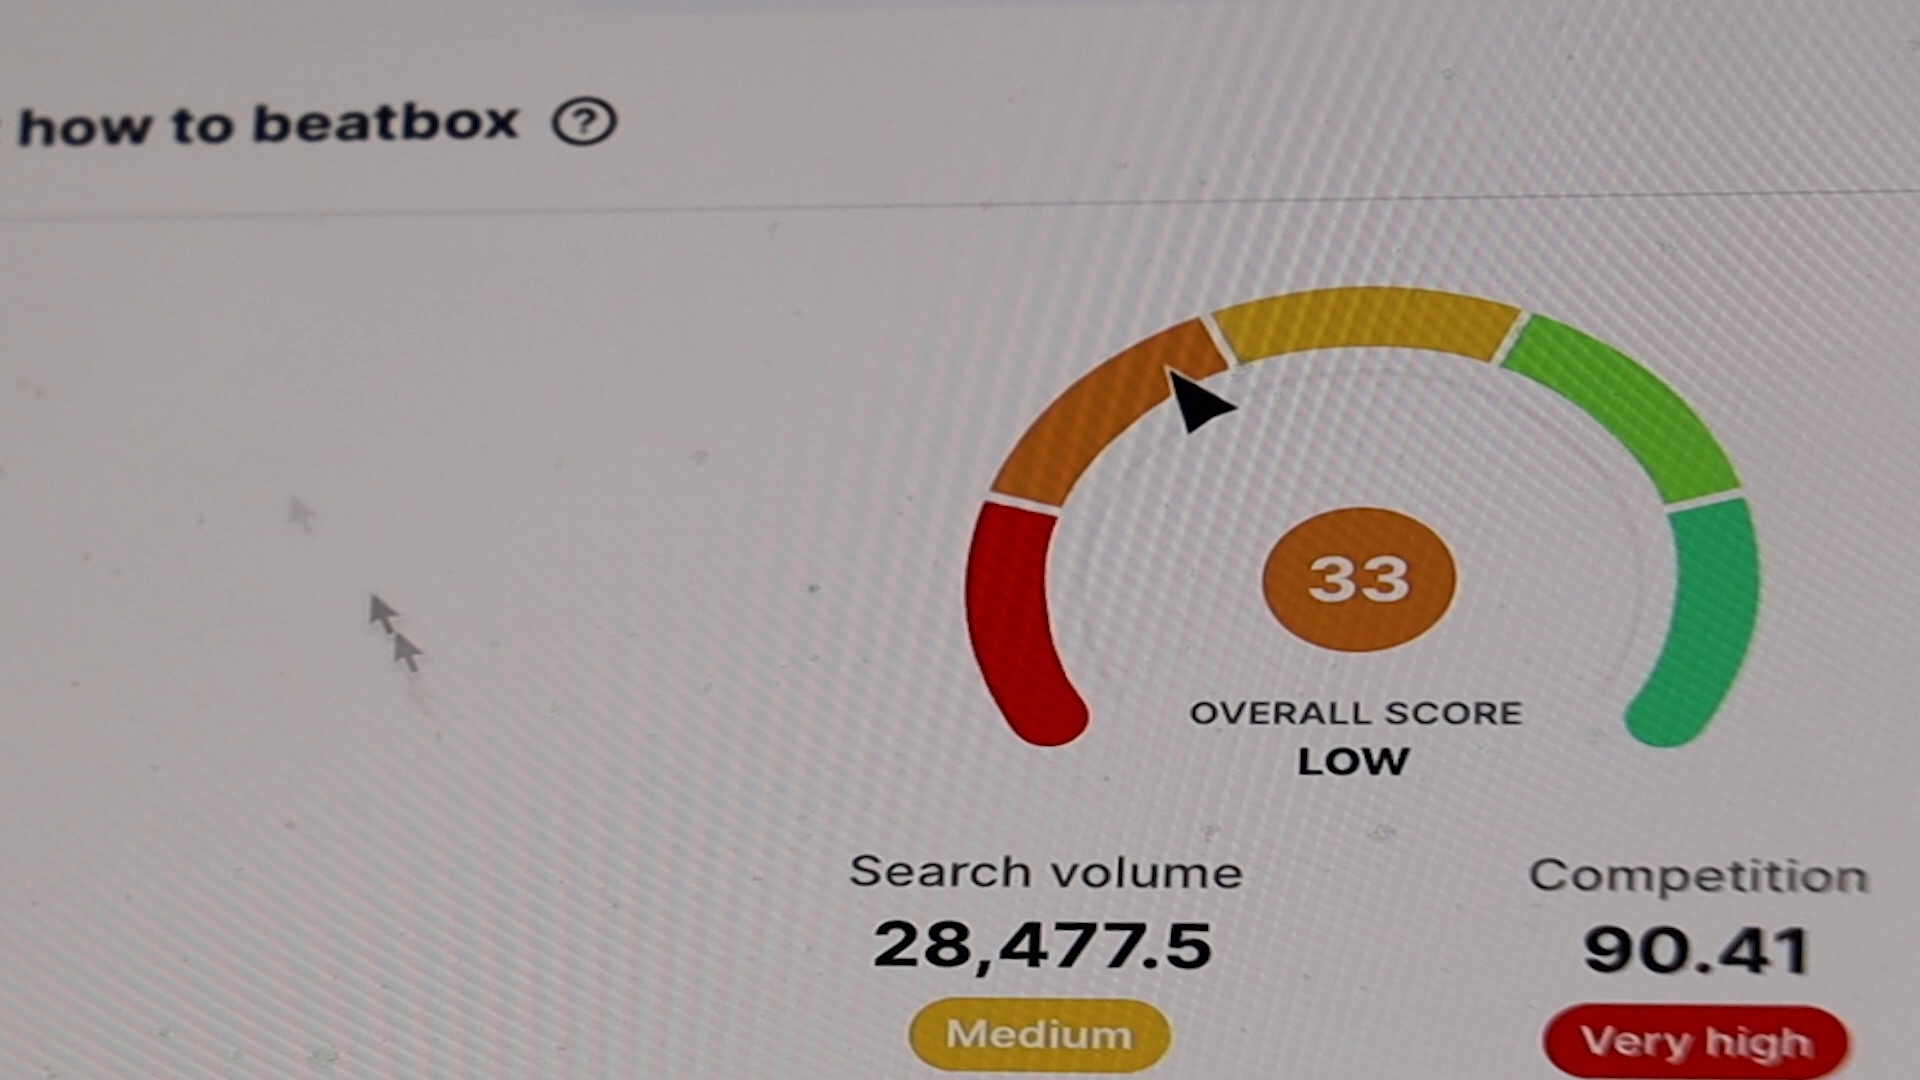 how to beatbox ?
33
OVERALL SCORE
LOW
Search volume
28,477.5
Medium
Competition
90.41
Very high